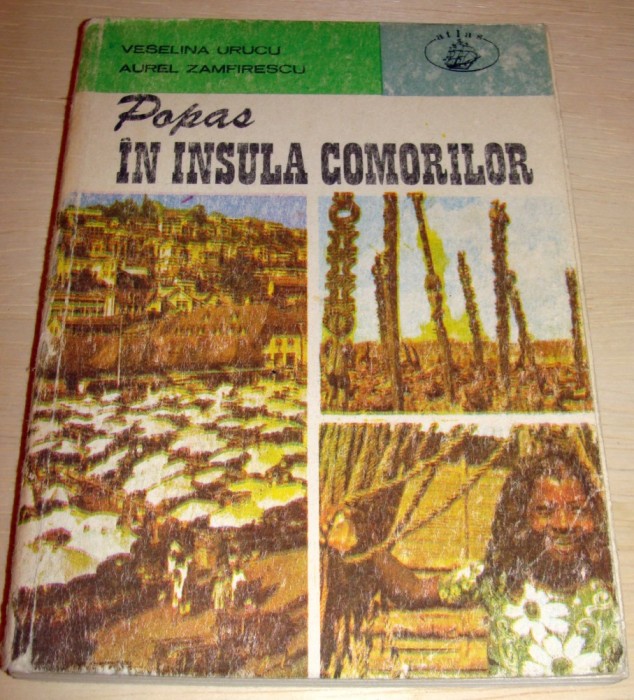 VESELINA URUCU
AUREL ZAMFIRESCU
atlas
Popas
ÎN INSULA COMORILOR